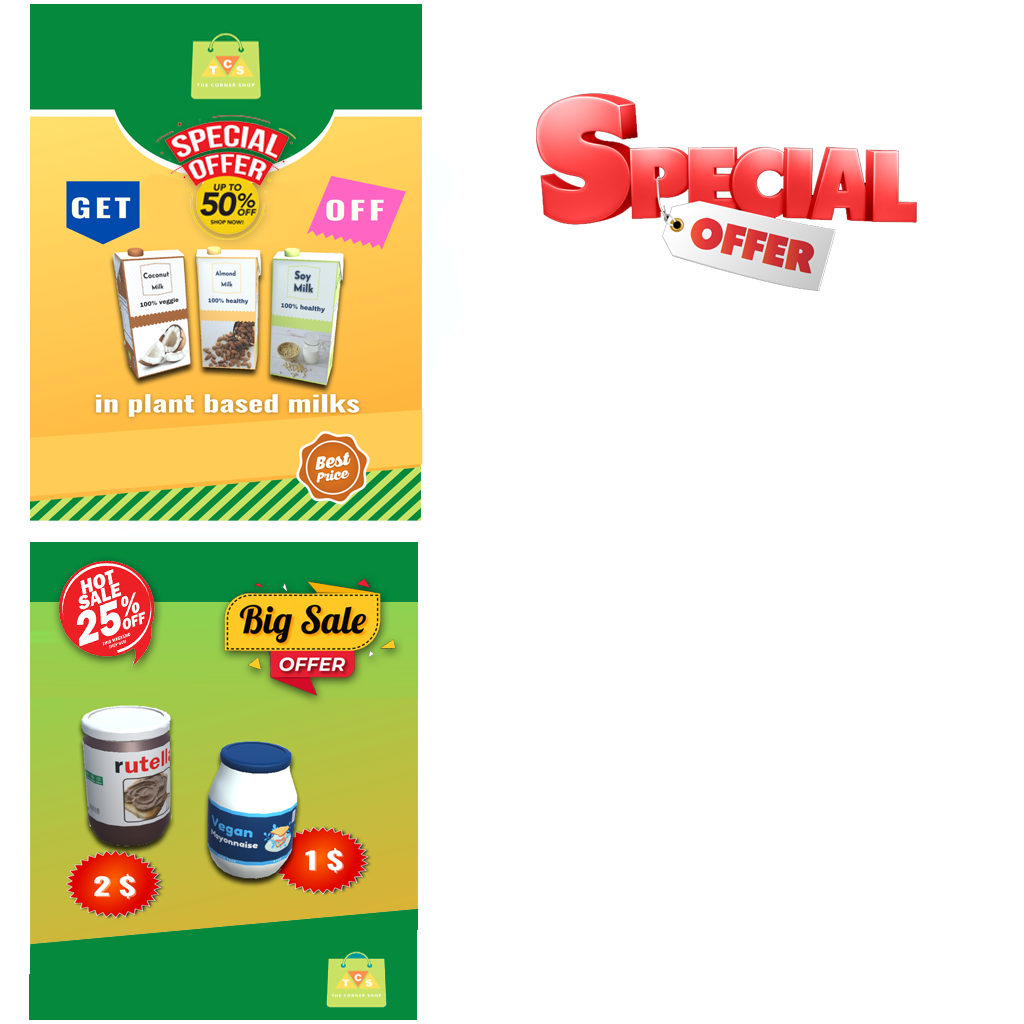 T C S
THE CORNER SHOP
SPECIAL
OFFER
UP TO
50% OFF
SHOP NOW!
GET
OFF
Coconut
Milk
100% veggie
Almond
Milk
100% healthy
Soy
Milk
100% healthy
in plant based milks
Best
Price
SPECIAL
OFFER
HOT
SALE
25% OFF
Big Sale
OFFER
rutella
Vegan
Mayonnaise
2 $
1 $
T C S
THE CORNER SHOP